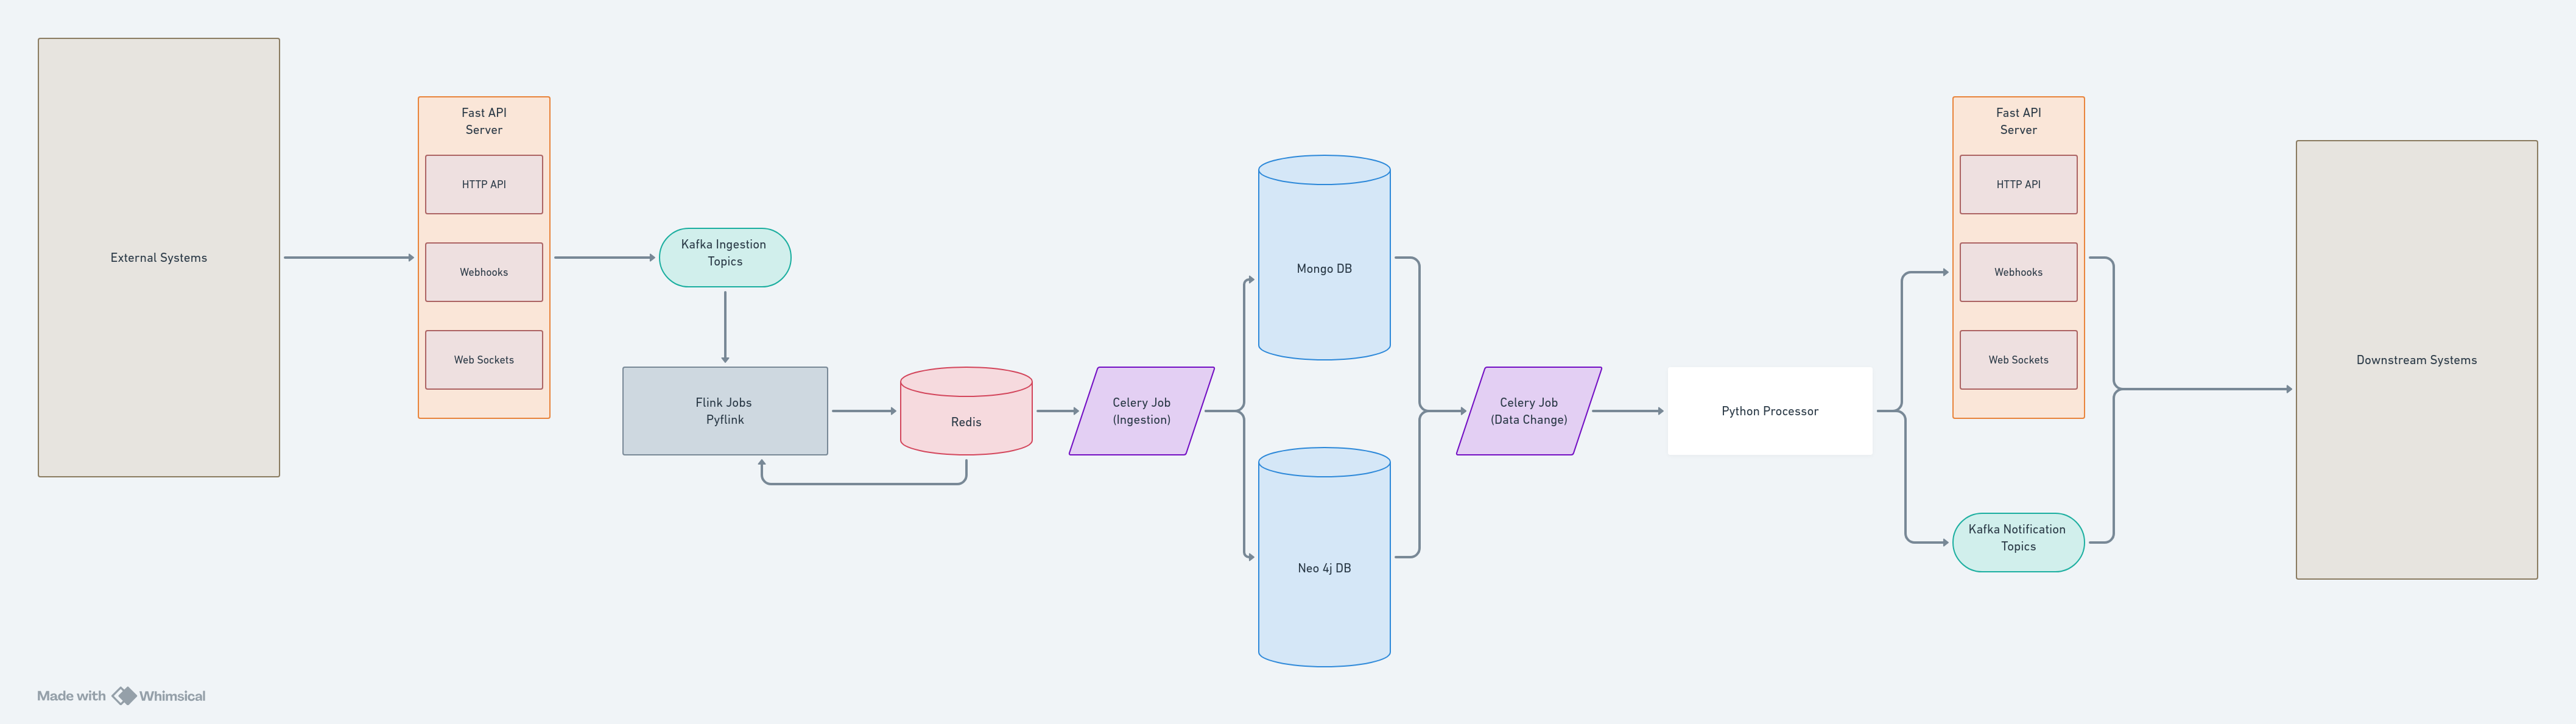 External Systems
Fast API
Server
HTTP API
Webhooks
Web Sockets
Kafka Ingestion
Topics
Flink Jobs
Pyflink
Redis
Celery Job
(Ingestion)
Mongo DB
Neo 4j DB
Celery Job
(Data Change)
Python Processor
Fast API
Server
HTTP API
Webhooks
Web Sockets
Kafka Notification
Topics
Downstream Systems
Made with Whimsical